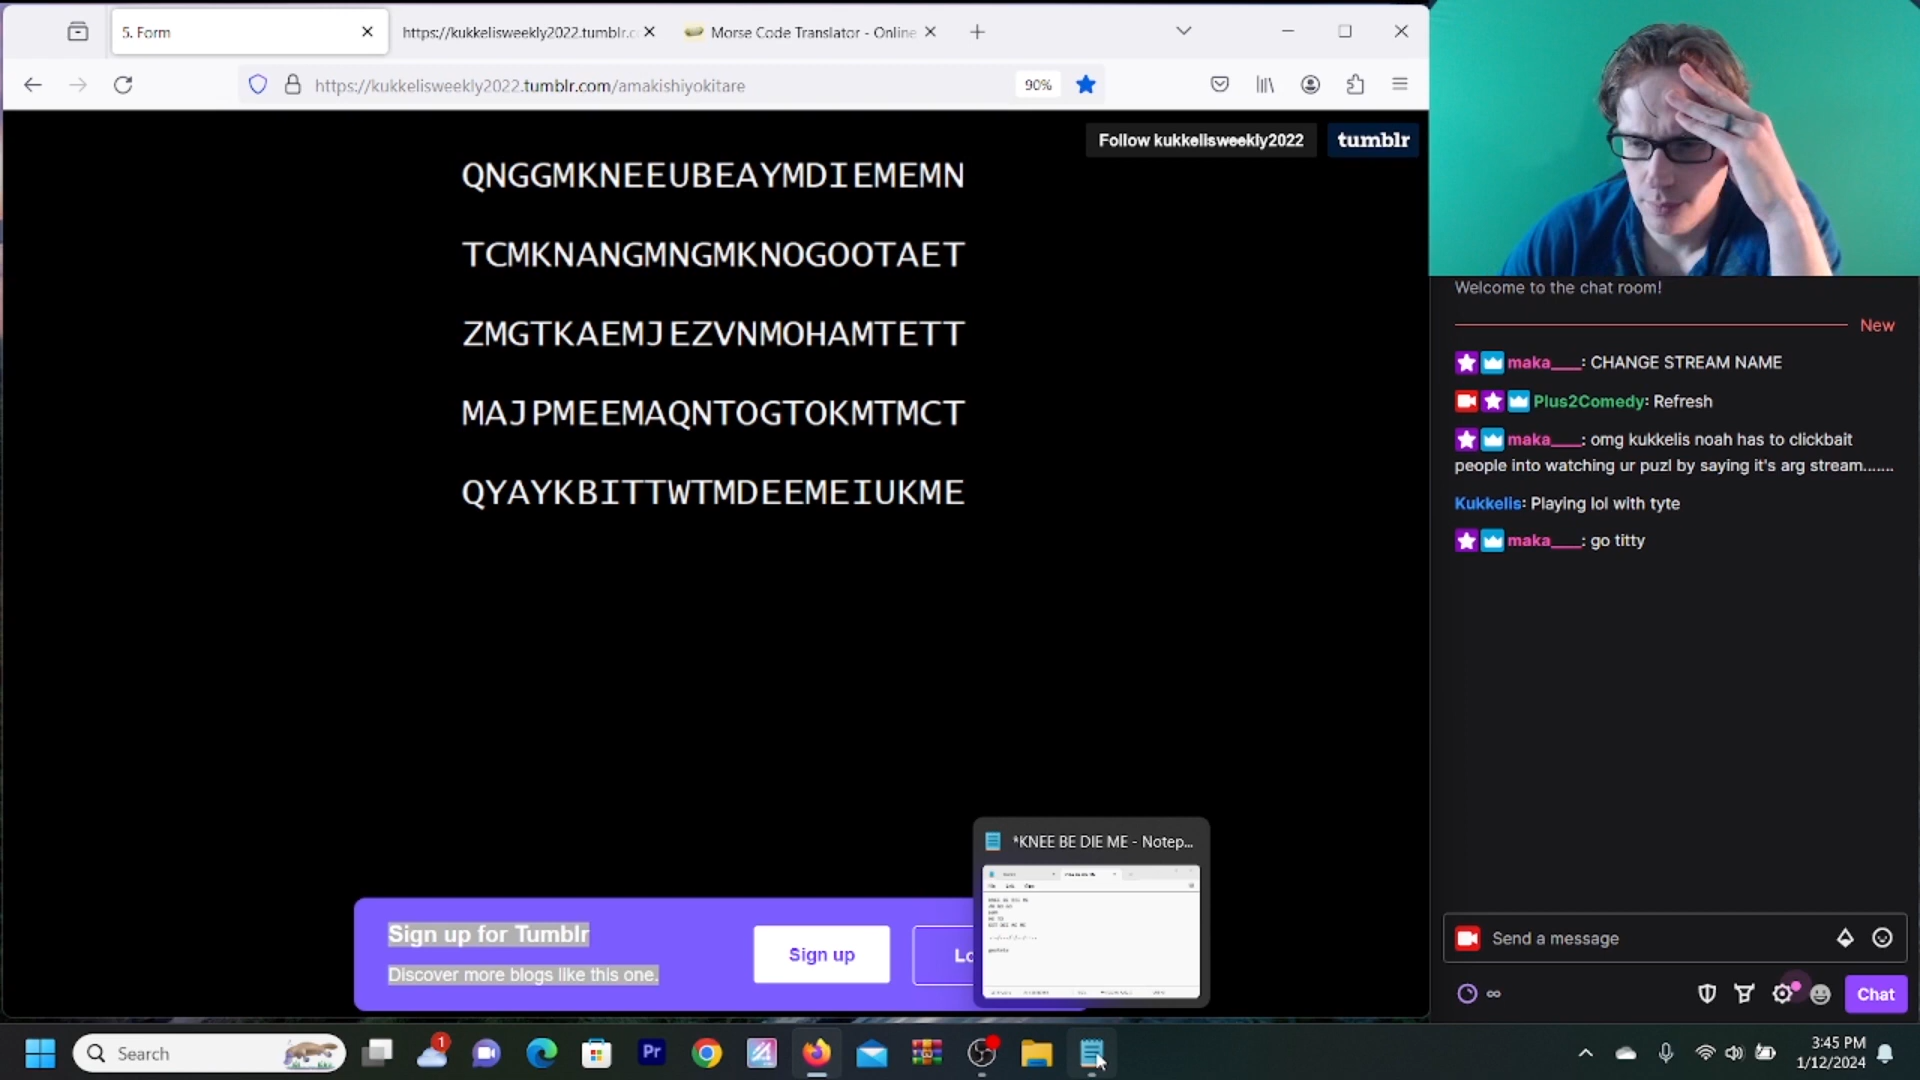 5. Form
https://kukkelisweekly2022.tumblr.c
Morse Code Translator - Online
https://kukkelisweekly2022.tumblr.com/amakishiyokitare
90%
Follow kukkelisweekly2022
tumblr
QNGGMKNEEUBEAYMDIEMEMN
TCMKNANGMNGMKNOGOOTAET
ZMGTKAEMJEZVNMOHAMTETT
MAJPMEEMAQNTOGTOKMTMCT
QYAYKBITTWTMDEEMEIUKME
Sign up for Tumblr
Discover more blogs like this one.
Sign up
Lo
*KNEE BE DIE ME - Notep...
Welcome to the chat room!
New
maka___: CHANGE STREAM NAME
Plus2Comedy: Refresh
maka___: omg kukkelis noah has to clickbait
people into watching ur puzl by saying it's arg stream.......
Kukkelis: Playing lol with tyte
maka___: go titty
Send a message
∞
Chat
Search
1
Pr
3:45 PM
1/12/2024